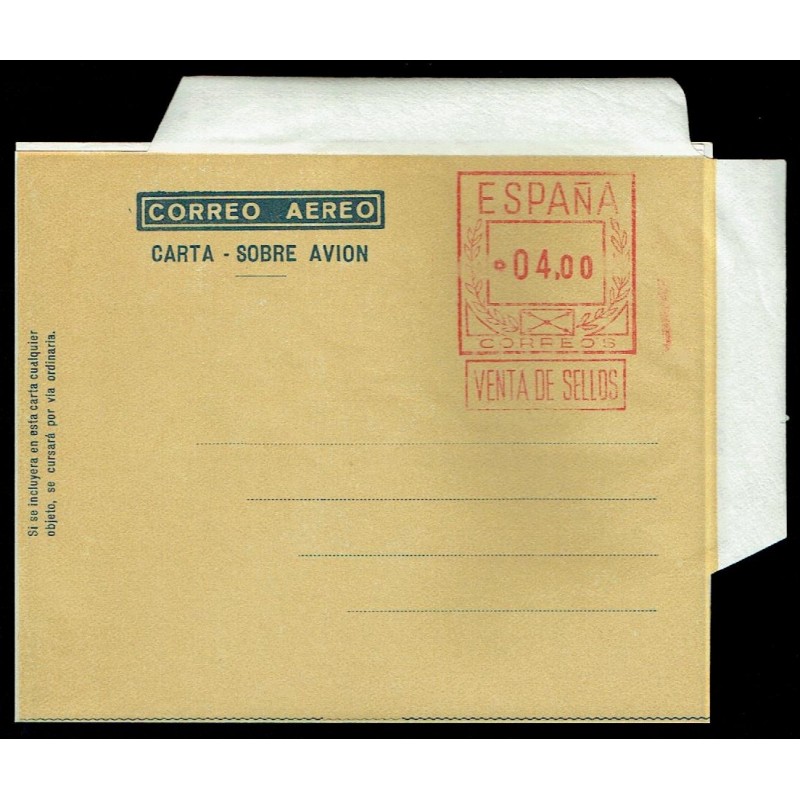 CORREO AEREO
CARTA - SOBRE AVION
ESPAÑA
04,00
CORREOS
VENTA DE SELLOS
Si se incluyera en esta carta cualquier
objeto, se cursará por vía ordinaria.